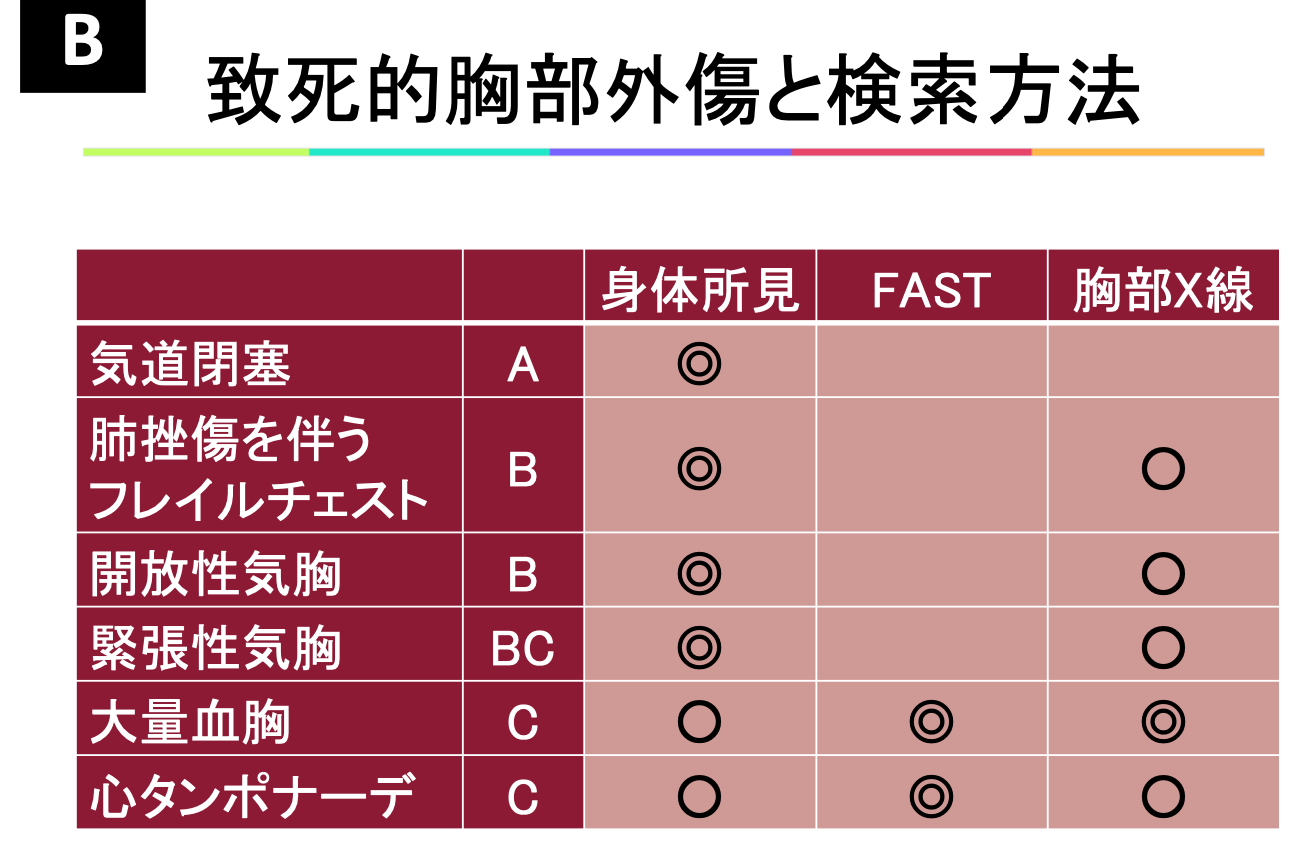 B
致死的胸部外傷と検索方法
身体所見 FAST 胸部X線
気道閉塞 A ◎
肺挫傷を伴う
フレイルチェスト B ◎ ○
開放性気胸 B ◎ ○
緊張性気胸 BC ◎ ○
大量血胸 C ○ ◎ ◎
心タンポナーデ C ○ ◎ ○